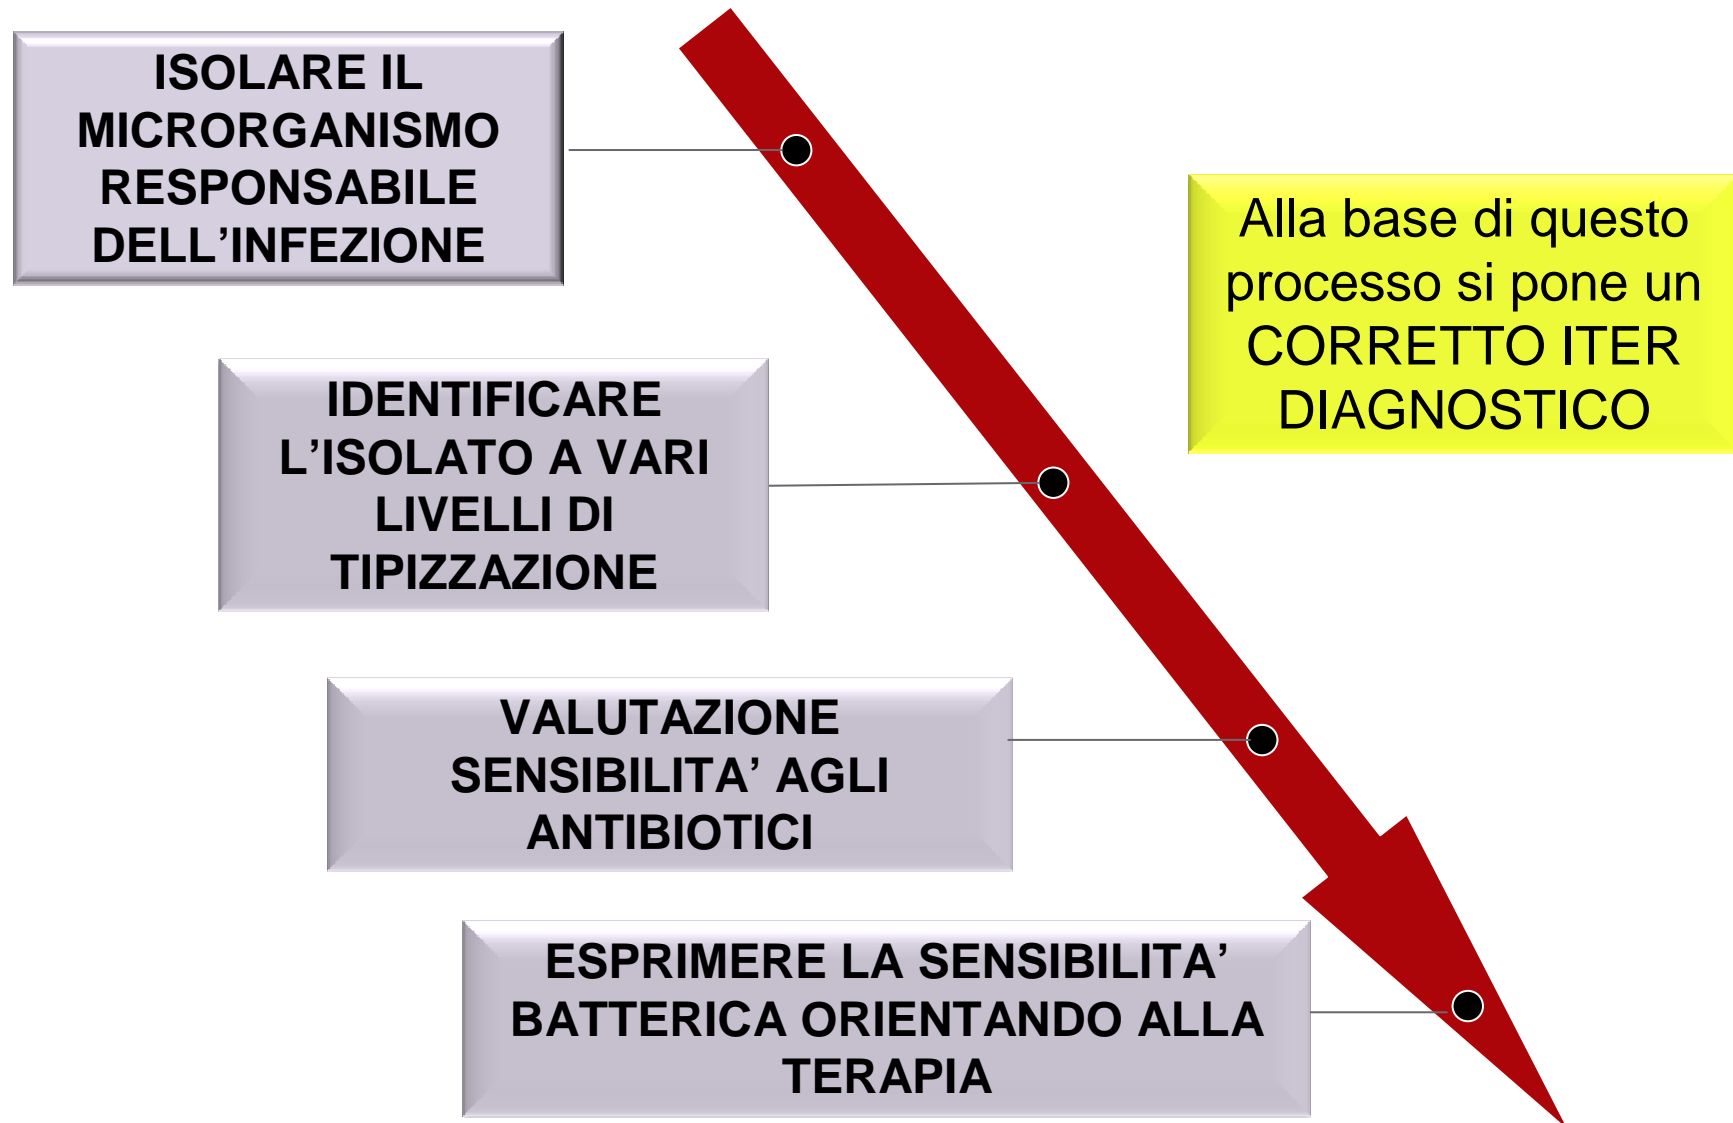 ISOLARE IL
MICRORGANISMO
RESPONSABILE
DELL’INFEZIONE
Alla base di questo
processo si pone un
CORRETTO ITER
DIAGNOSTICO
IDENTIFICARE
L’ISOLATO A VARI
LIVELLI DI
TIPIZZAZIONE
VALUTAZIONE
SENSIBILITA’ AGLI
ANTIBIOTICI
ESPRIMERE LA SENSIBILITA’
BATTERICA ORIENTANDO ALLA
TERAPIA